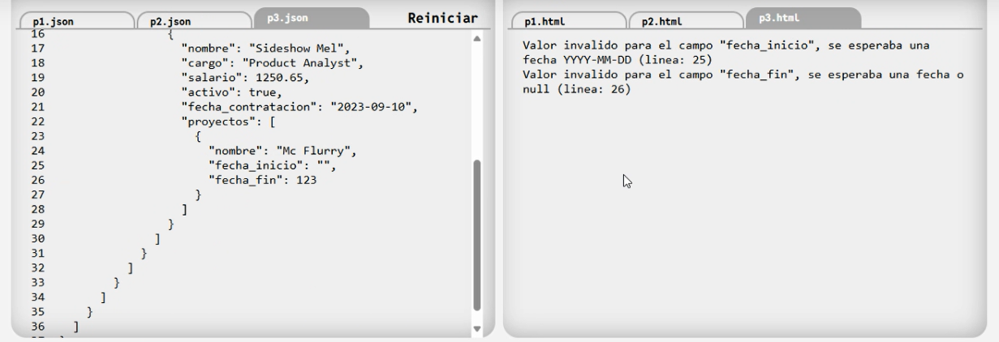 p1.json
p2.json
p3.json
Reiniciar
16 {
17 "nombre": "Sideshow Mel",
18 "cargo": "Product Analyst",
19 "salario": 1250.65,
20 "activo": true,
21 "fecha_contratacion": "2023-09-10",
22 "proyectos": [
23 {
24 "nombre": "Mc Flurry",
25 "fecha_inicio": "",
26 "fecha_fin": 123
27 }
28 ]
29 }
30 ]
31 }
32 ]
33 }
34 ]
35 }
36 ]
p1.html
p2.html
p3.html
Valor invalido para el campo "fecha_inicio", se esperaba una
fecha YYYY-MM-DD (linea: 25)
Valor invalido para el campo "fecha_fin", se esperaba una fecha o
null (linea: 26)